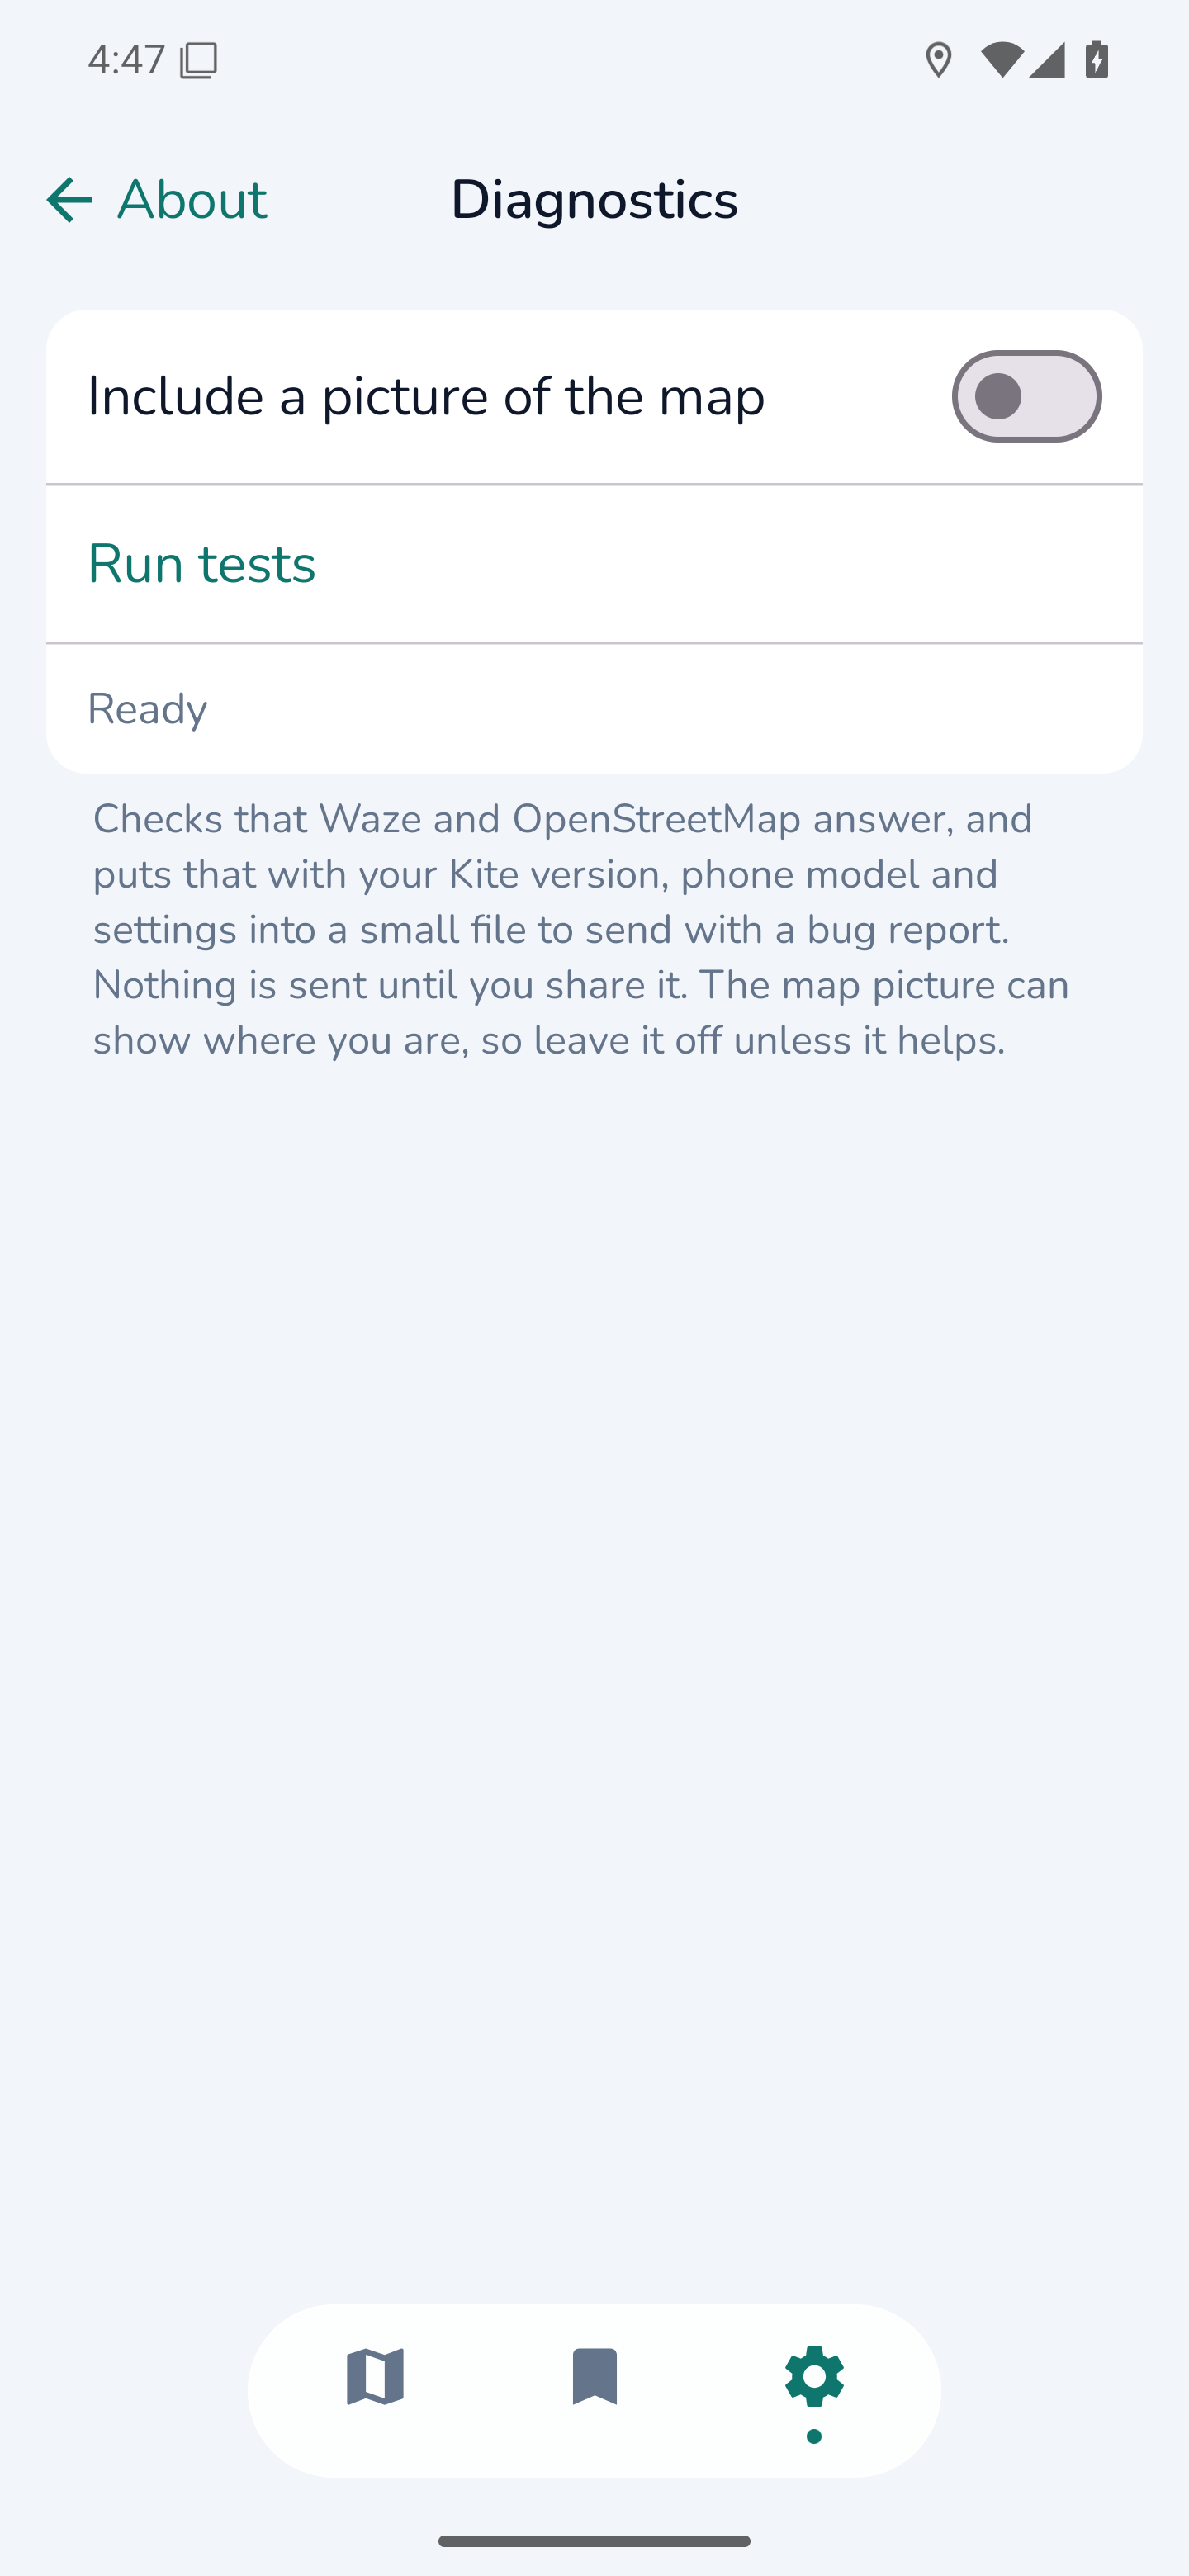 4:47
About
Diagnostics
Include a picture of the map
Run tests
Ready
Checks that Waze and OpenStreetMap answer, and
puts that with your Kite version, phone model and
settings into a small file to send with a bug report.
Nothing is sent until you share it. The map picture can
show where you are, so leave it off unless it helps.